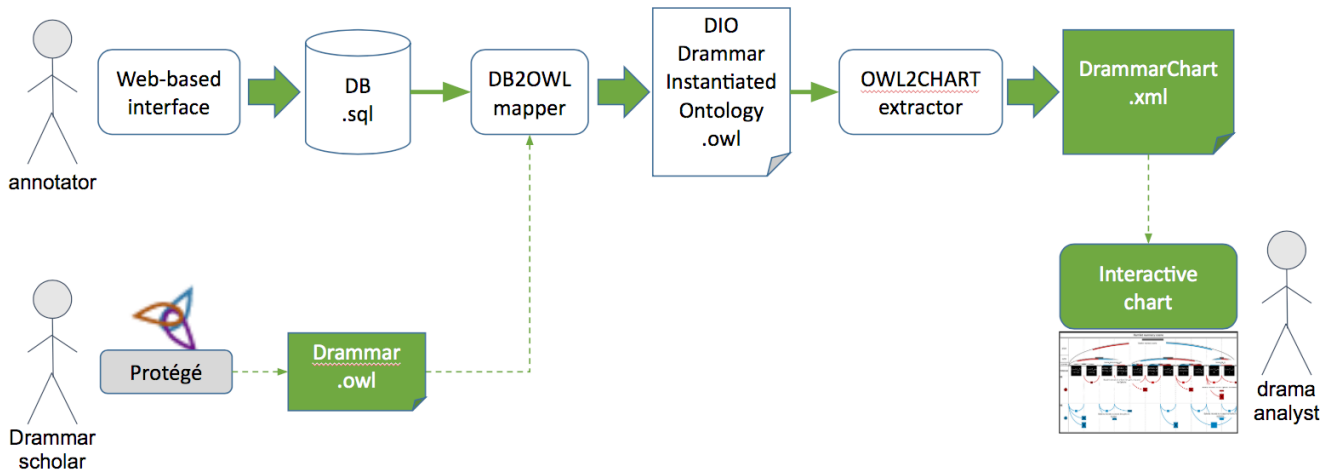 annotator
Web-based
interface
DB
.sql
DB2OWL
mapper
DIO
Drammar
Instantiated
Ontology
.owl
OWL2CHART
extractor
DrammarChart
.xml
Drammar
scholar
Protégé
Drammar
.owl
Interactive
chart
drama
analyst